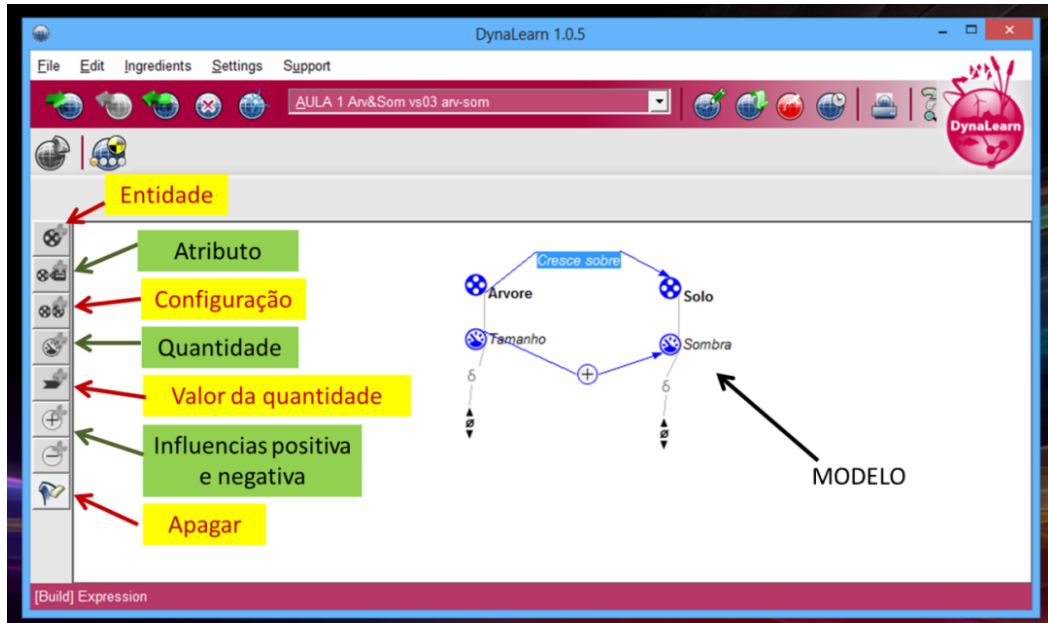 DynaLearn 1.0.5
File Edit Ingredients Settings Support
AULA 1 Arv&Som vs03 arv-som
DynaLearn
Entidade
Atributo
Configuração
Quantidade
Valor da quantidade
Influencias positiva
e negativa
Apagar
Cresce sobre
Arvore
Solo
Tamanho
Sombra
+
δ
δ
ø
ø
MODELO
[Build] Expression